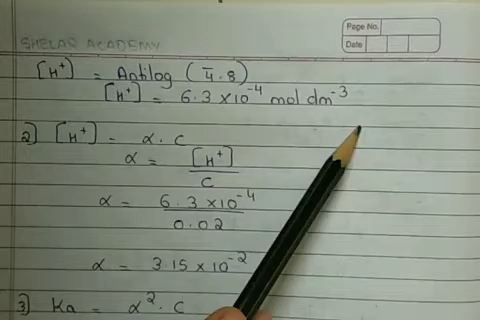 SHELAR ACADEMY
Page No.
Date
[H⁺] = Antilog (4̄.8)
[H⁺] = 6.3 × 10⁻⁴ mol dm⁻³
2) [H⁺] = α . C
α = [H⁺] / C
α = 6.3 × 10⁻⁴ / 0.02
α = 3.15 × 10⁻²
3) Ka = α² . C